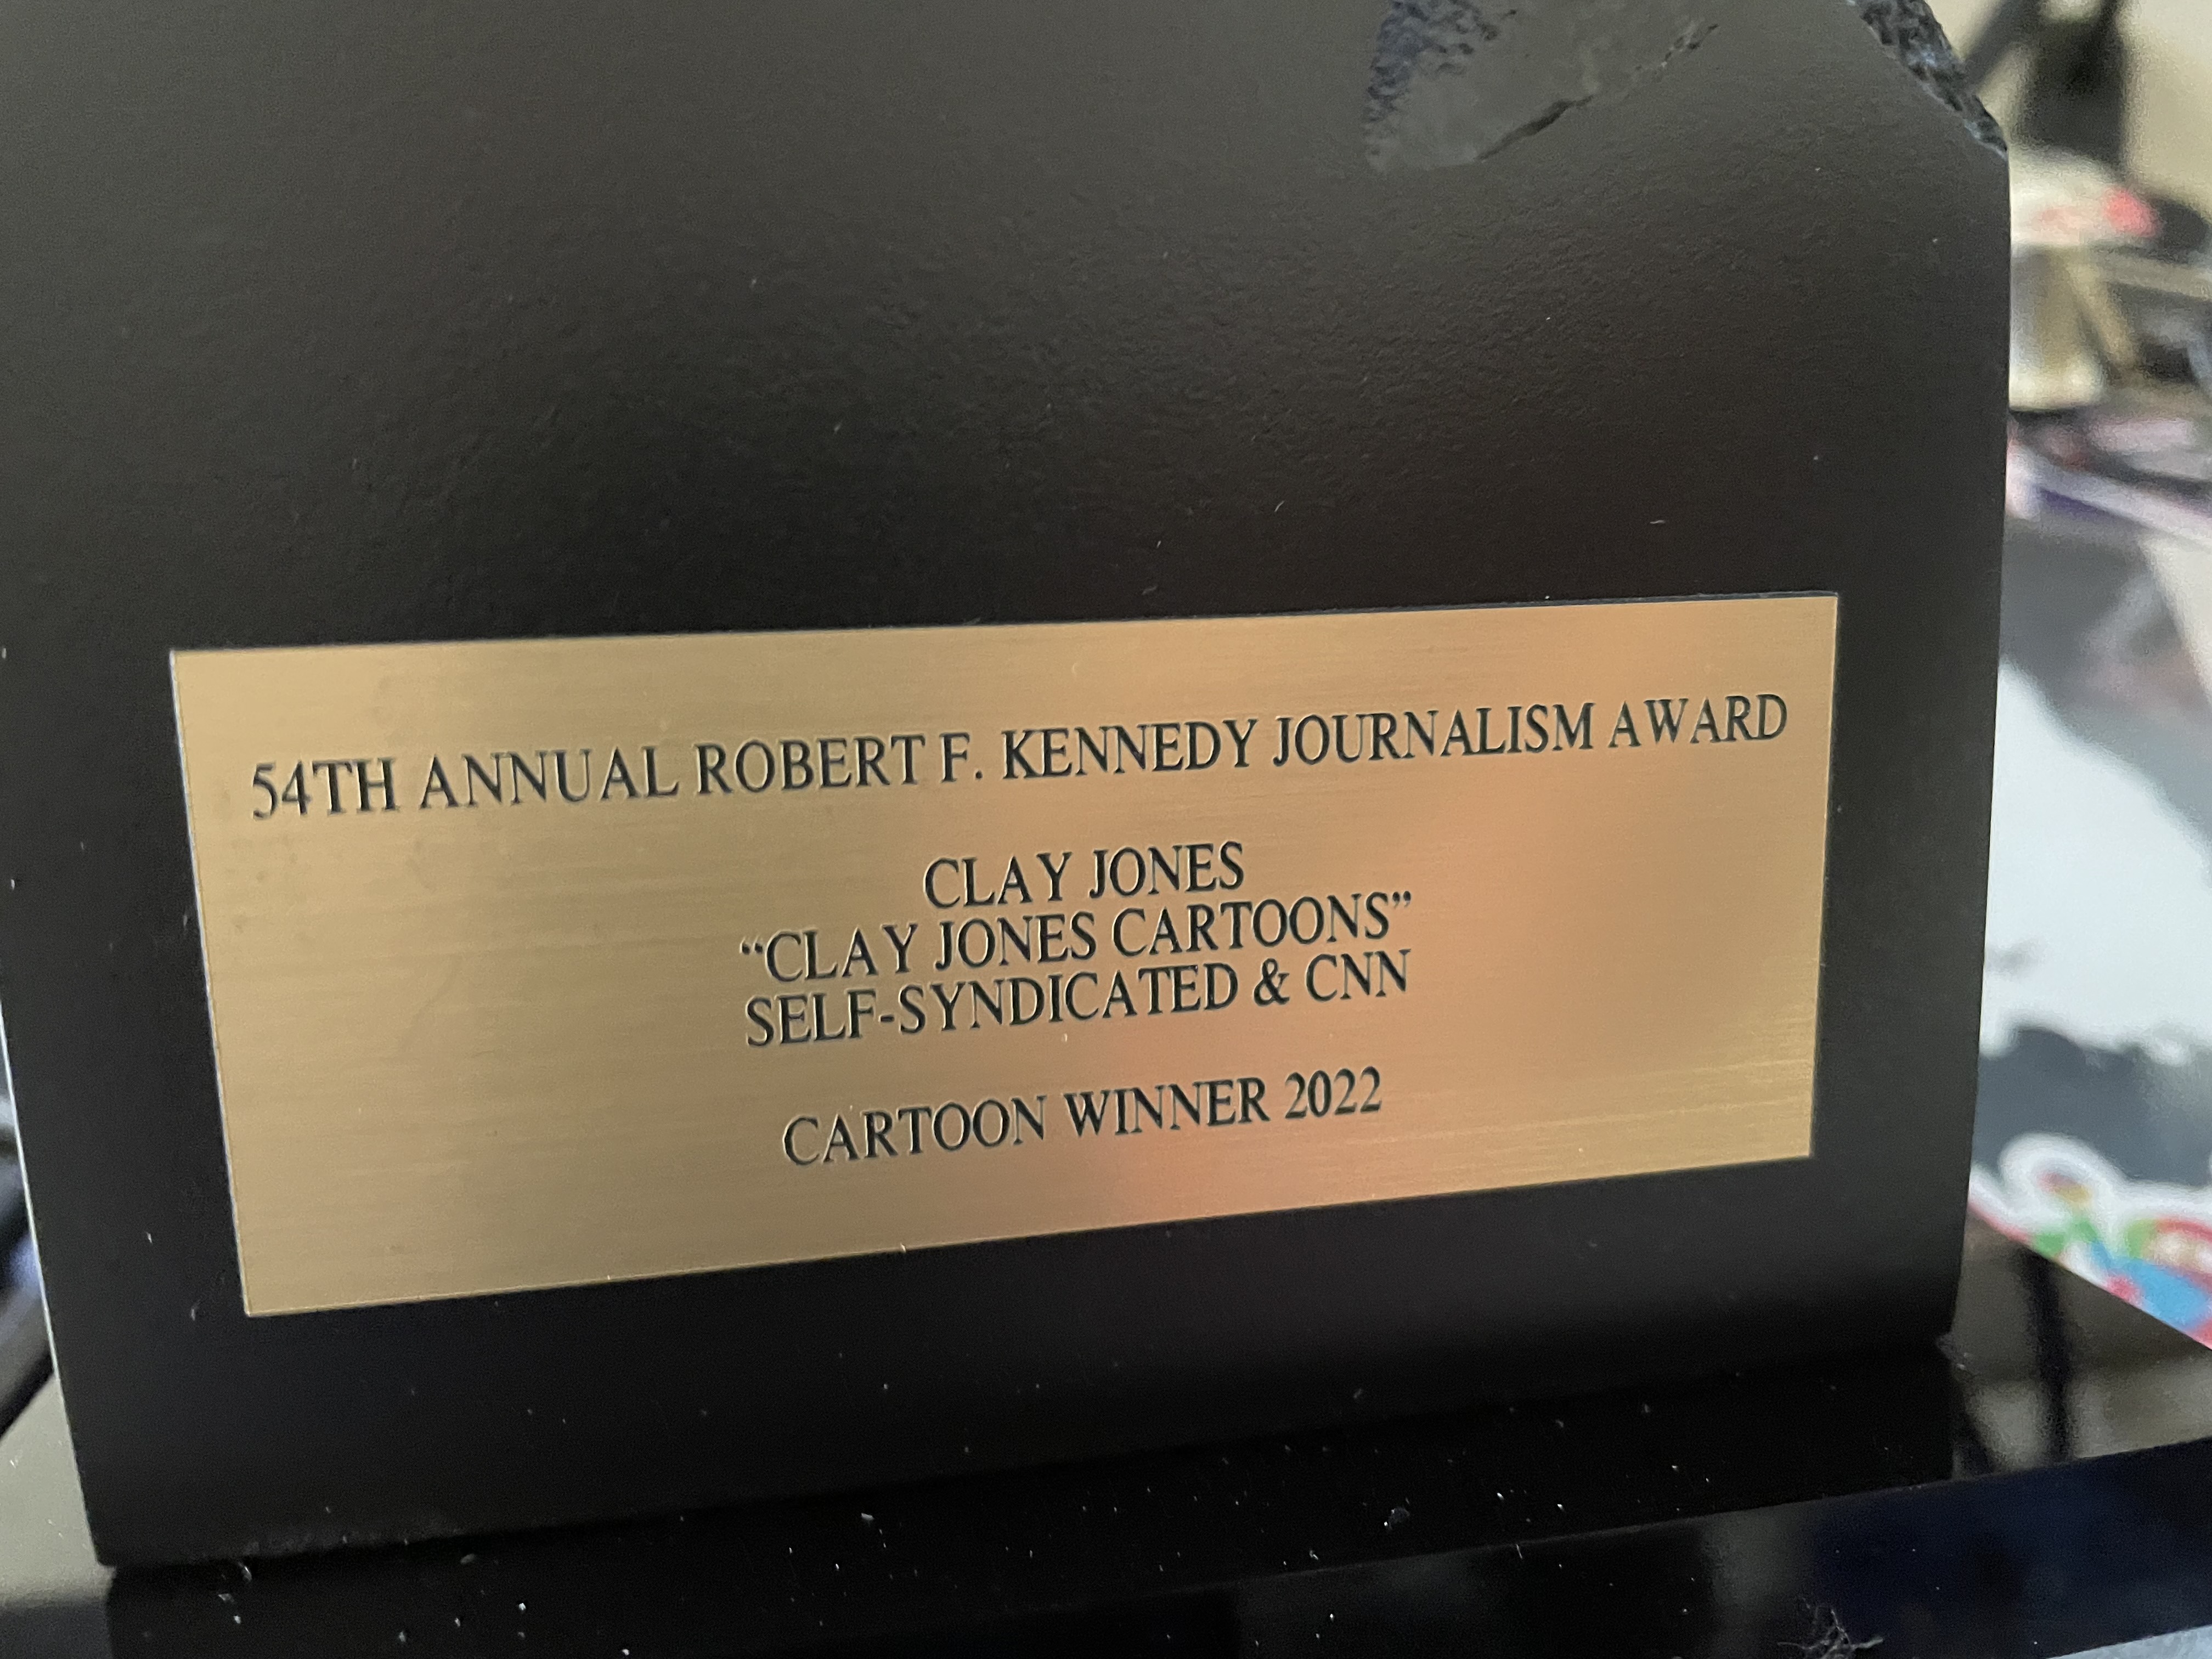 54TH ANNUAL ROBERT F. KENNEDY JOURNALISM AWARD
CLAY JONES
“CLAY JONES CARTOONS”
SELF-SYNDICATED & CNN
CARTOON WINNER 2022